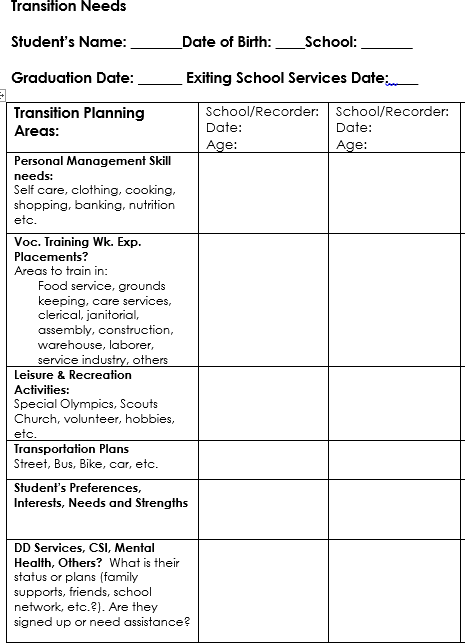 Transition Needs
Student's Name: _______Date of Birth: ____School: _______
Graduation Date: ______ Exiting School Services Date:_____
Transition Planning Areas:
School/Recorder:
Date:
Age:
School/Recorder:
Date:
Age:
Personal Management Skill
needs:
Self care, clothing, cooking,
shopping, banking, nutrition
etc.
Voc. Training Wk. Exp.
Placements?
Areas to train in:
Food service, grounds
keeping, care services,
clerical, janitorial,
assembly, construction,
warehouse, laborer,
service industry, others
Leisure & Recreation
Activities:
Special Olympics, Scouts
Church, volunteer, hobbies,
etc.
Transportation Plans
Street, Bus, Bike, car, etc.
Student's Preferences,
Interests, Needs and Strengths
DD Services, CSI, Mental
Health, Others?  What is their
status or plans (family
supports, friends, school
network, etc.?). Are they
signed up or need assistance?